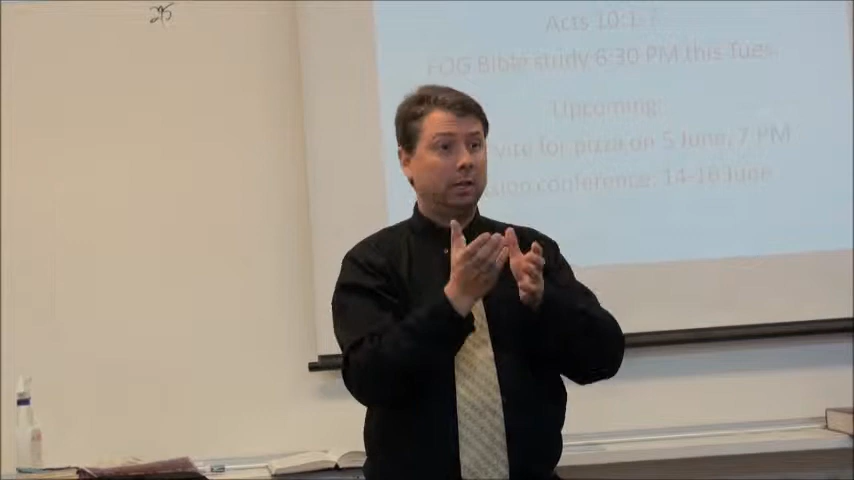 Acts 10:1-?
FOG Bible study 6:30 PM this Tues
Upcoming:
vite for pizza on 5 June, 7 PM
sion conference: 14-16 June